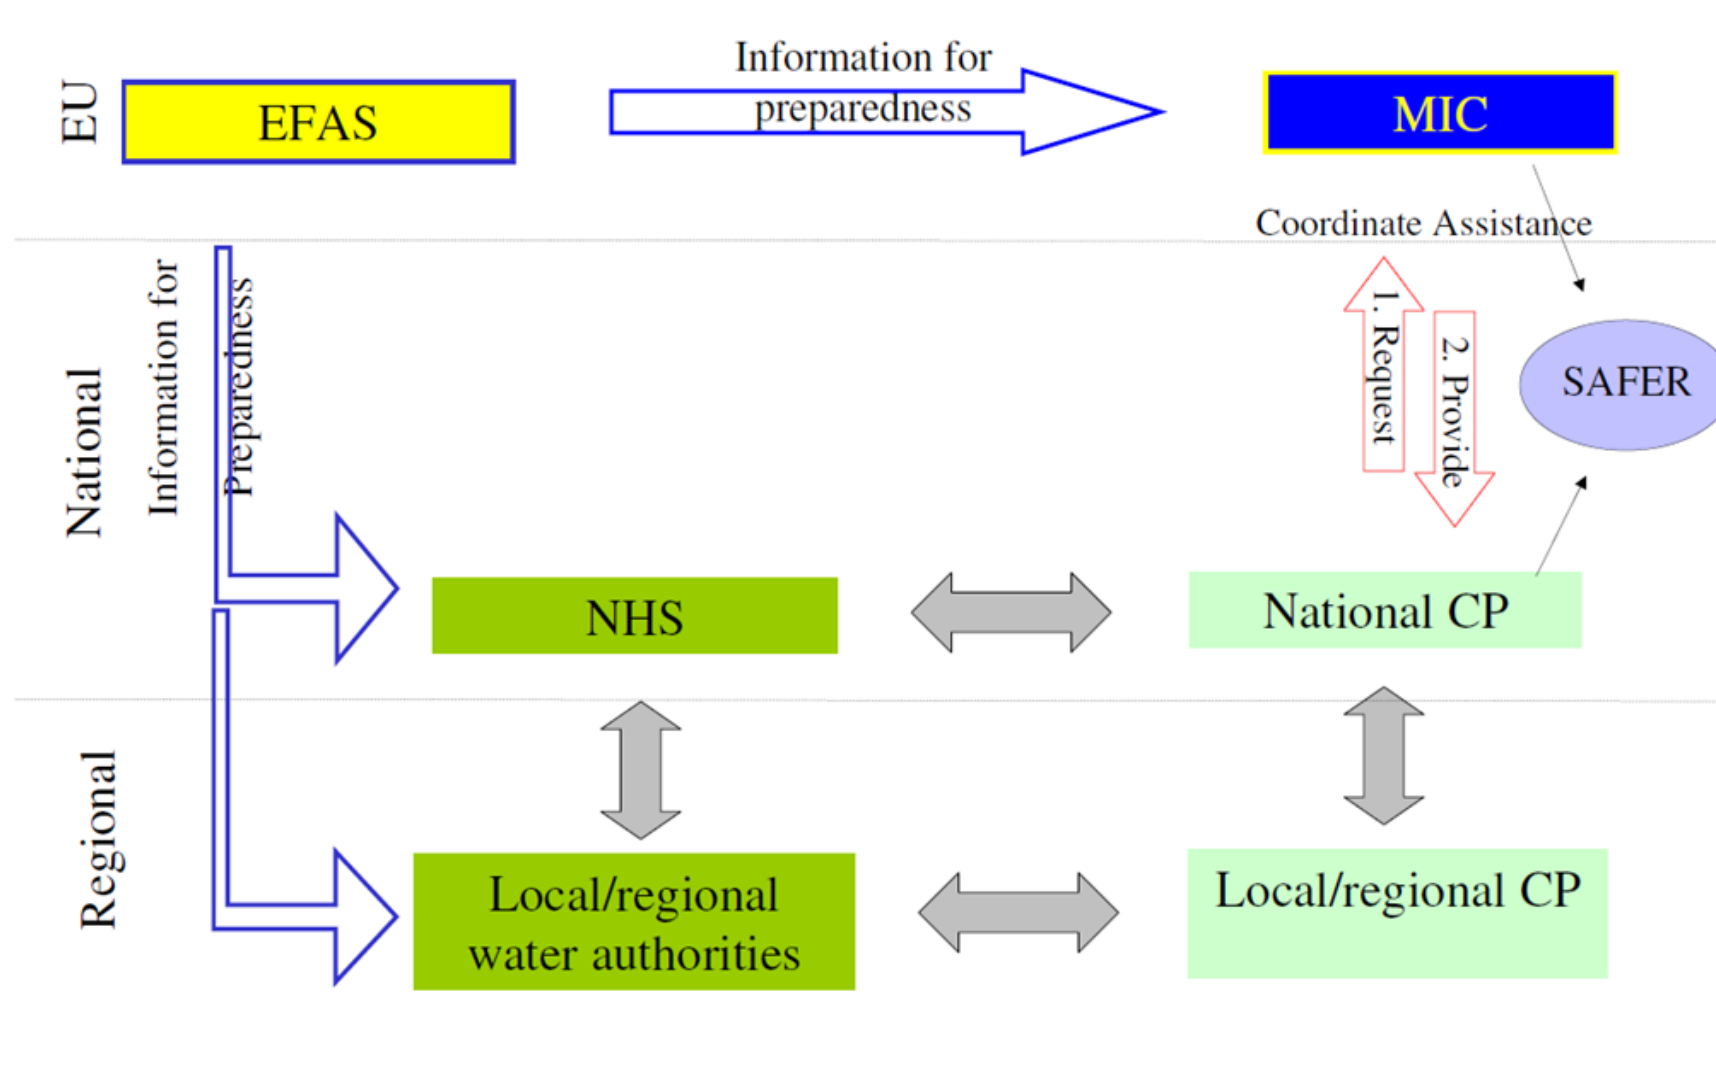 EU
EFAS
Information for
preparedness
MIC
Coordinate Assistance
National
Information for
Preparedness
1. Request
2. Provide
SAFER
NHS
National CP
Regional
Local/regional
water authorities
Local/regional CP